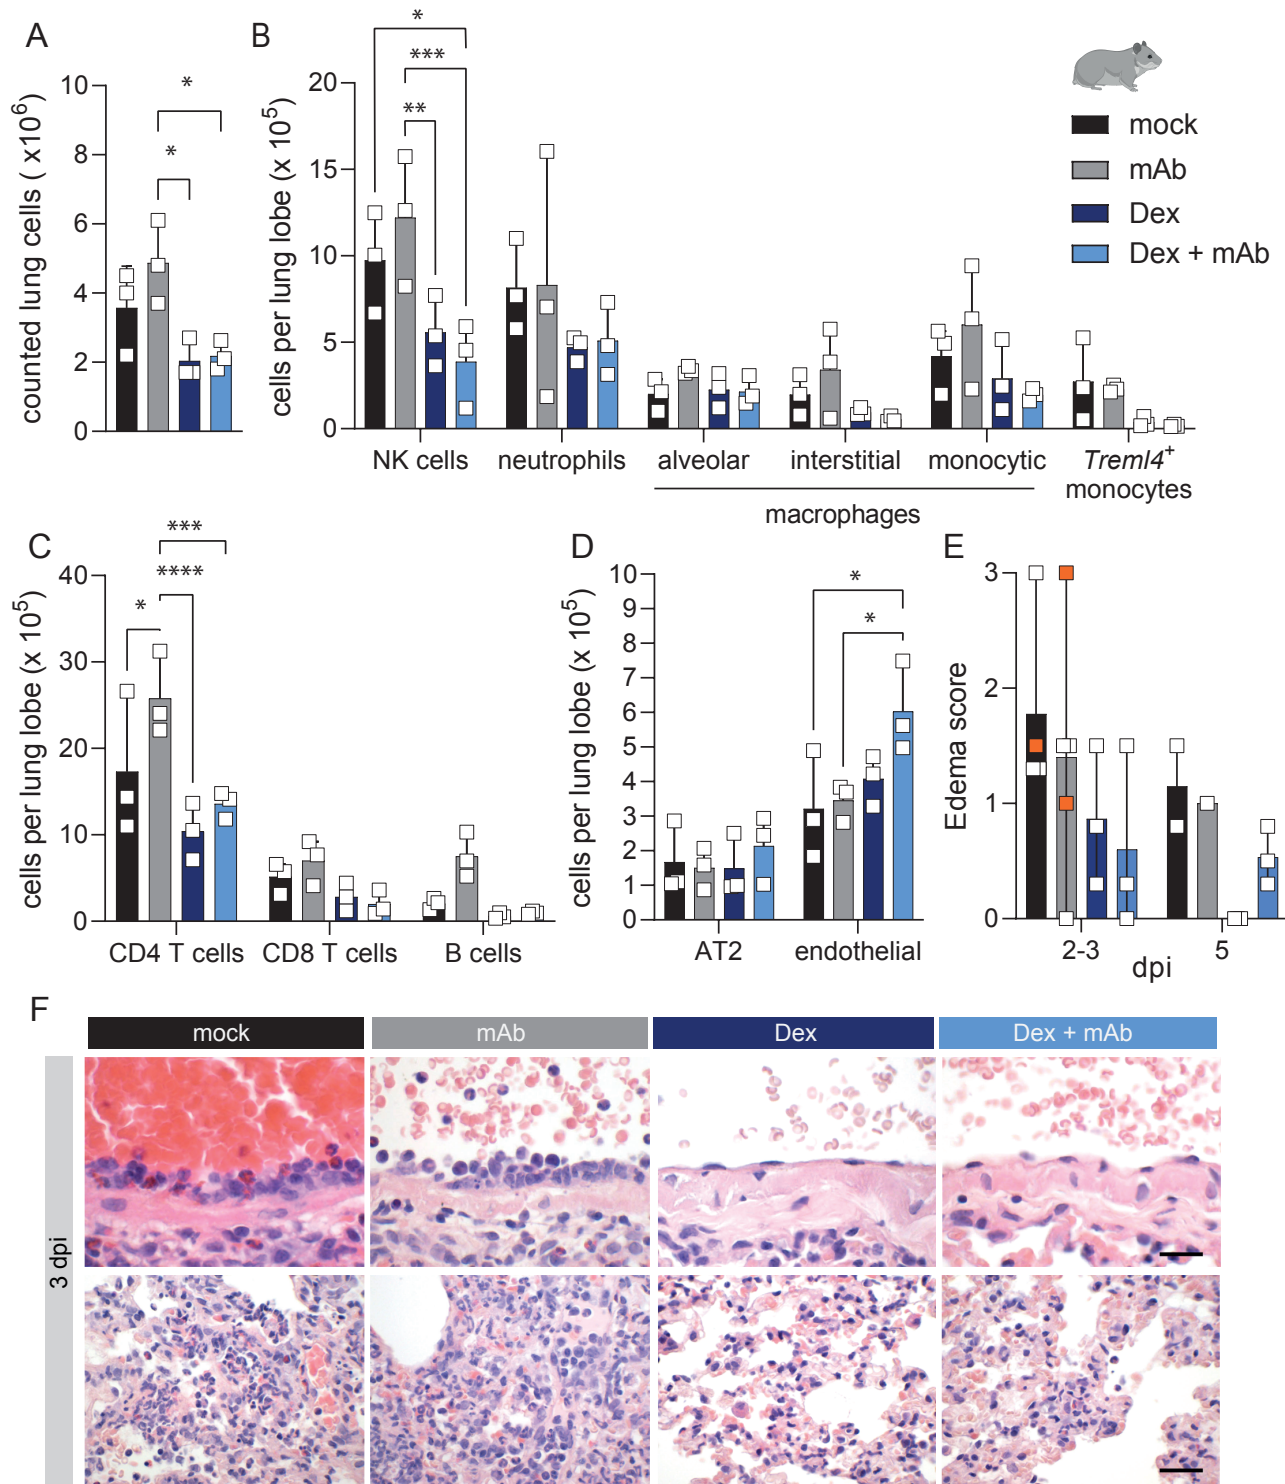 A
counted lung cells ( x10⁶)
10
8
6
4
2
0
*
*
B
cells per lung lobe (x 10⁵)
20
15
10
5
0
*
***
**
NK cells
neutrophils
alveolar
interstitial
monocytic
macrophages
Treml4⁺
monocytes
mock
mAb
Dex
Dex + mAb
C
cells per lung lobe (x 10⁵)
40
30
20
10
0
***
****
*
CD4 T cells
CD8 T cells
B cells
D
cells per lung lobe (x 10⁵)
10
9
8
7
6
5
4
3
2
1
0
*
*
AT2
endothelial
E
Edema score
3
2
1
0
2-3
5
dpi
F
mock
mAb
Dex
Dex + mAb
3 dpi